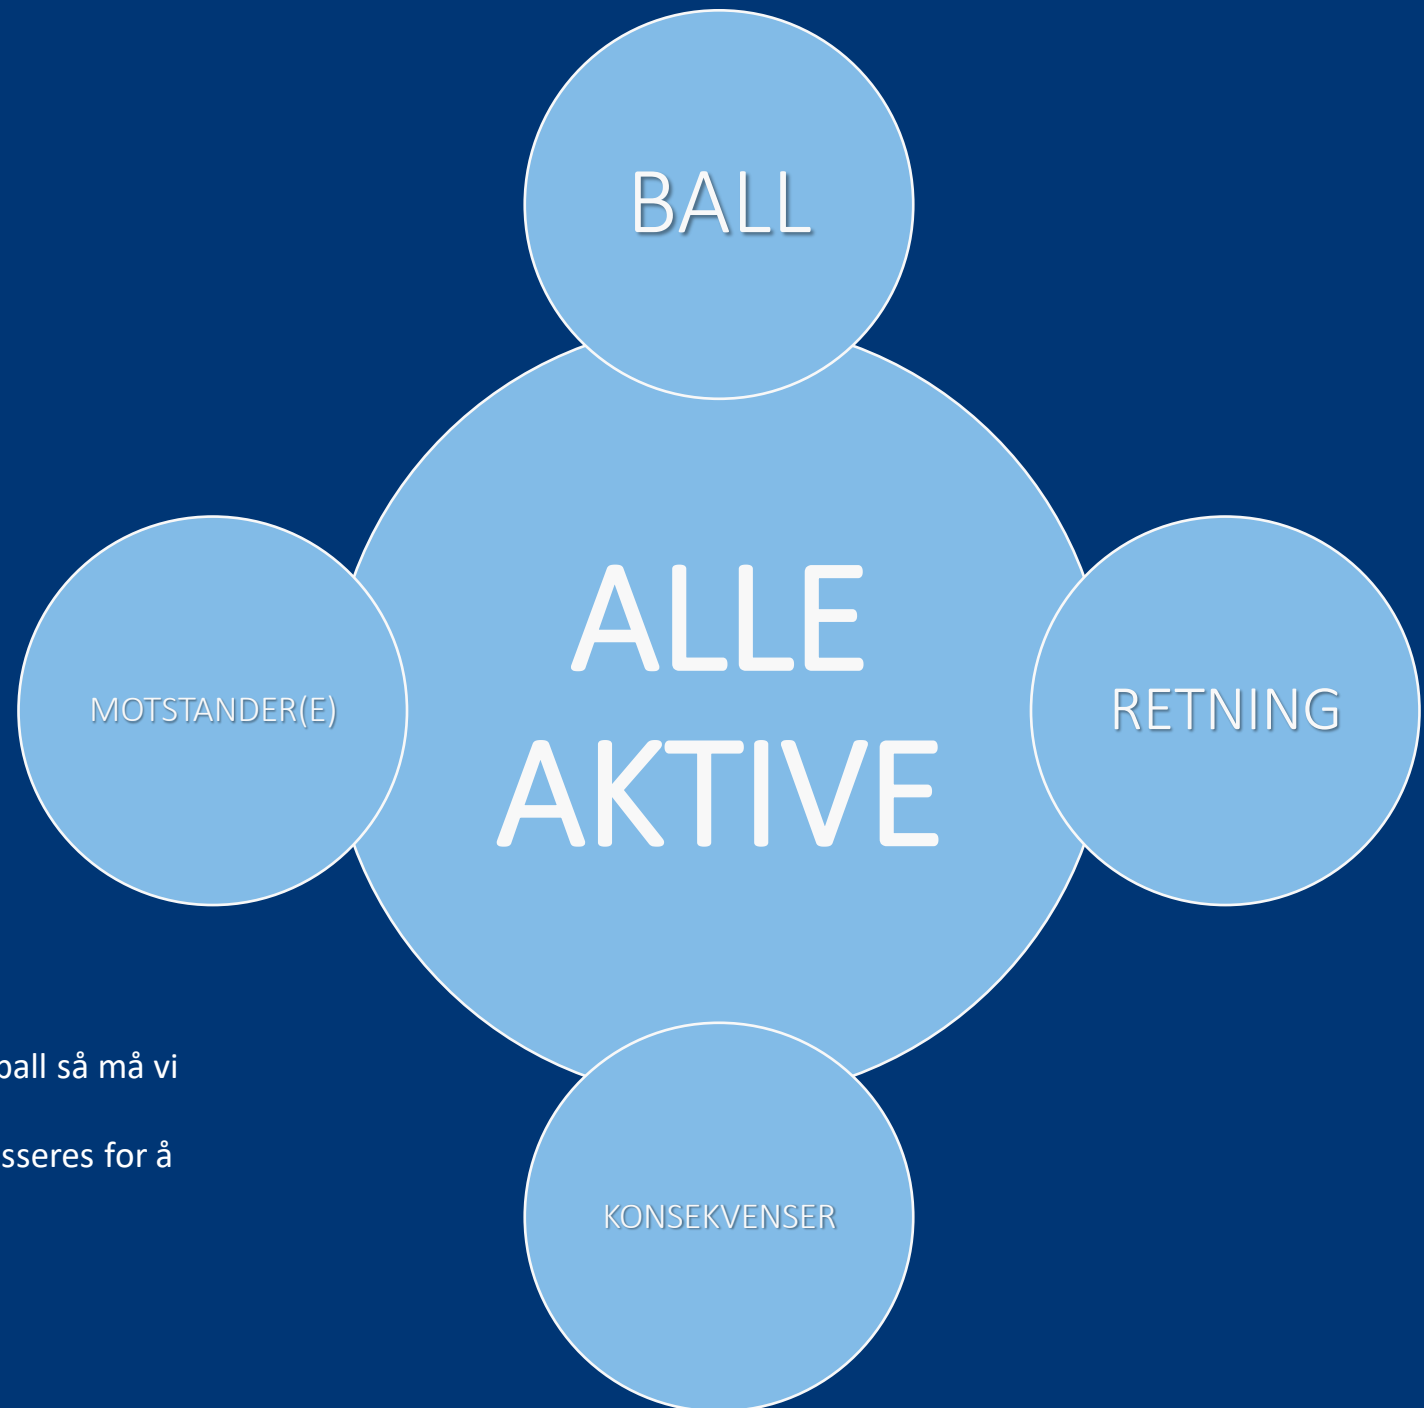 BALL
ALLE
AKTIVE
MOTSTANDER(E)
RETNING
ball så må vi
sseres for å
KONSEKVENSER